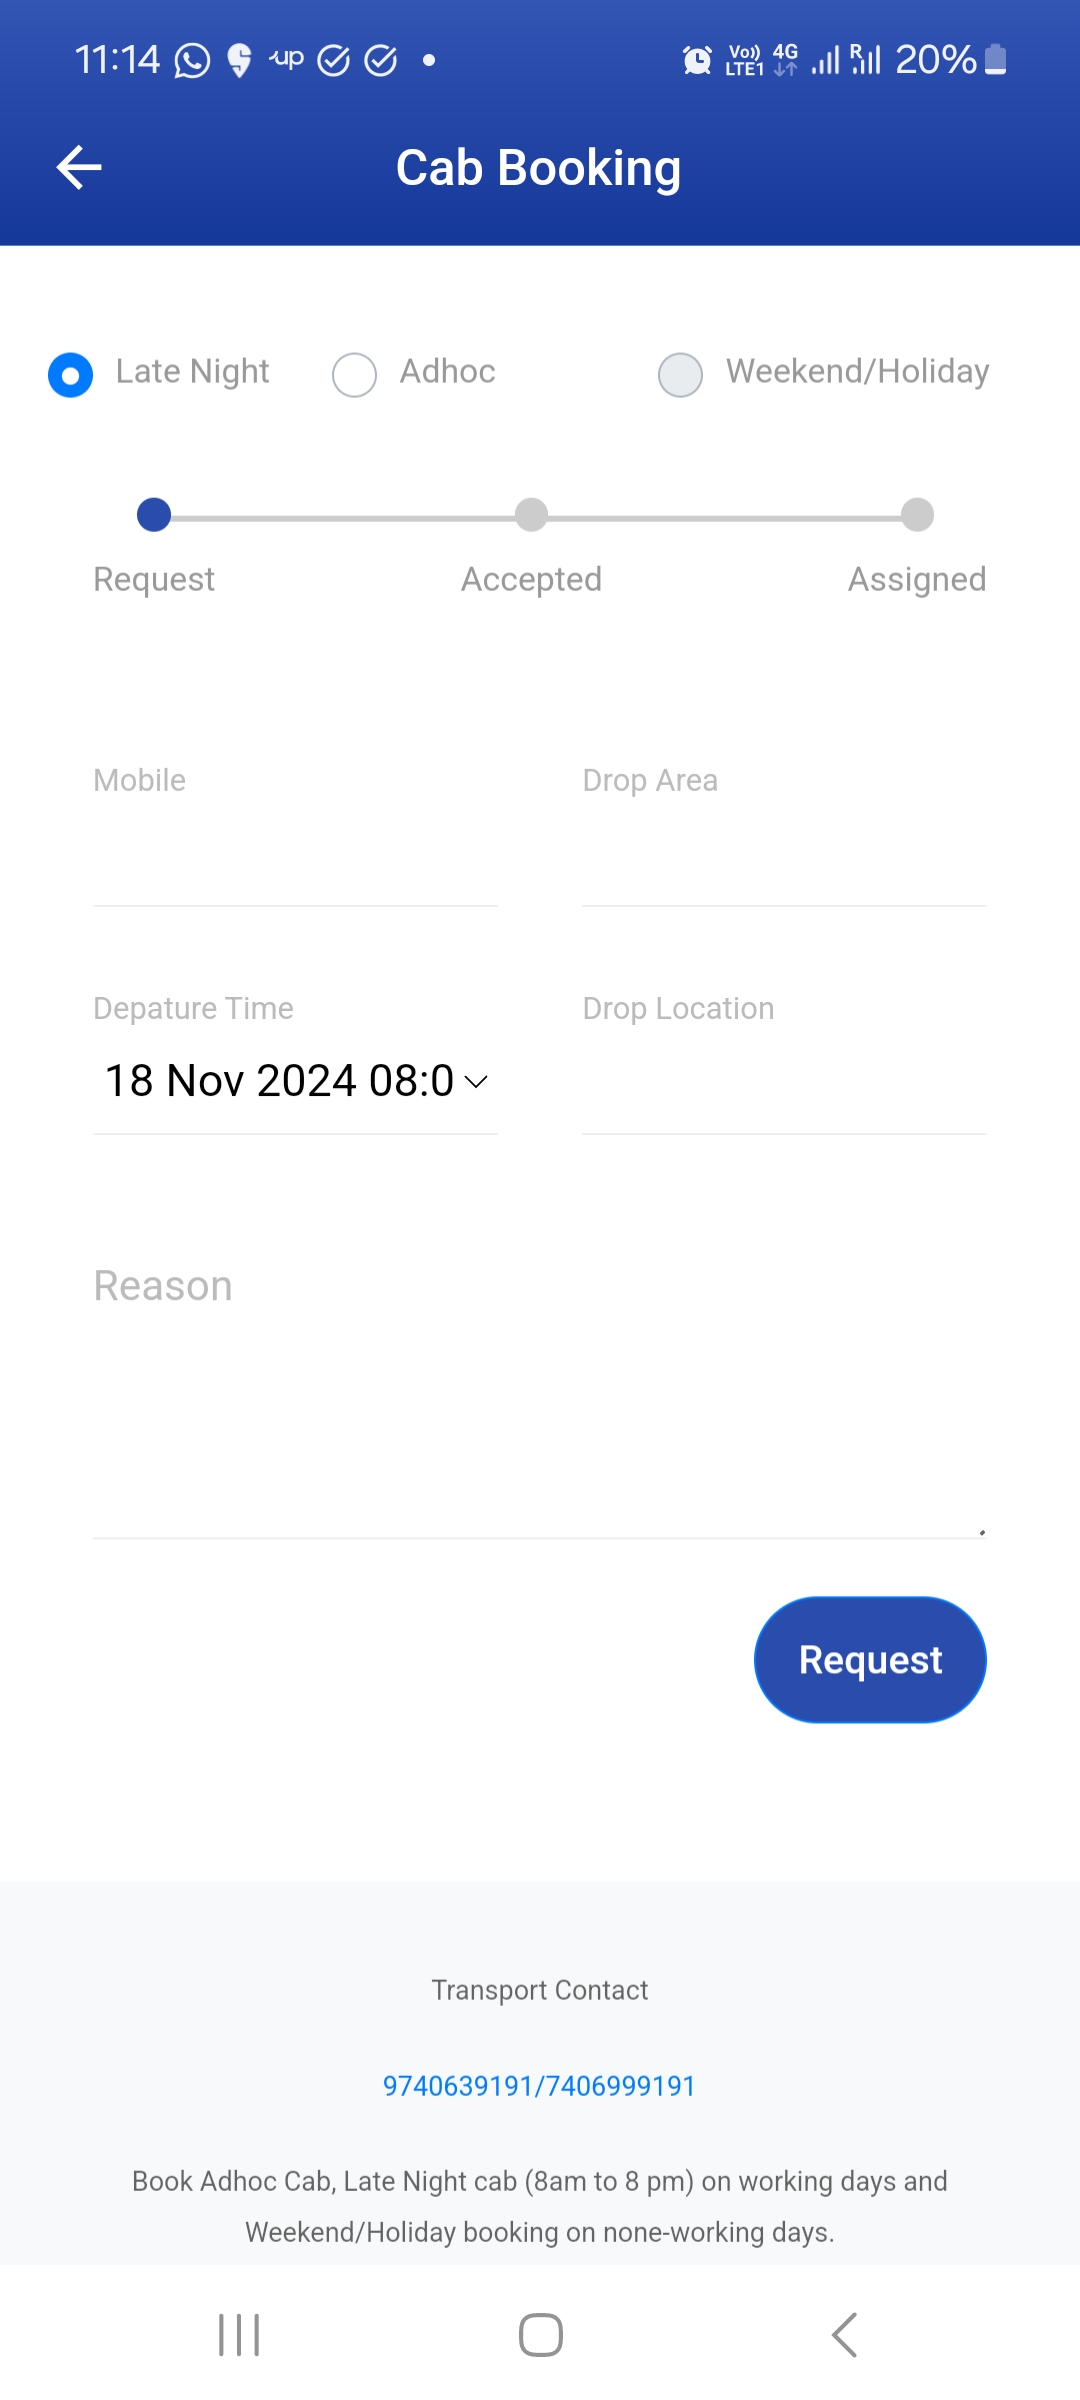 11:14 up Vo)) LTE1 4G R 20%
Cab Booking
Late Night Adhoc Weekend/Holiday
Request Accepted Assigned
Mobile Drop Area
Depature Time Drop Location
18 Nov 2024 08:0
Reason
Request
Transport Contact
9740639191/7406999191
Book Adhoc Cab, Late Night cab (8am to 8 pm) on working days and
Weekend/Holiday booking on none-working days.